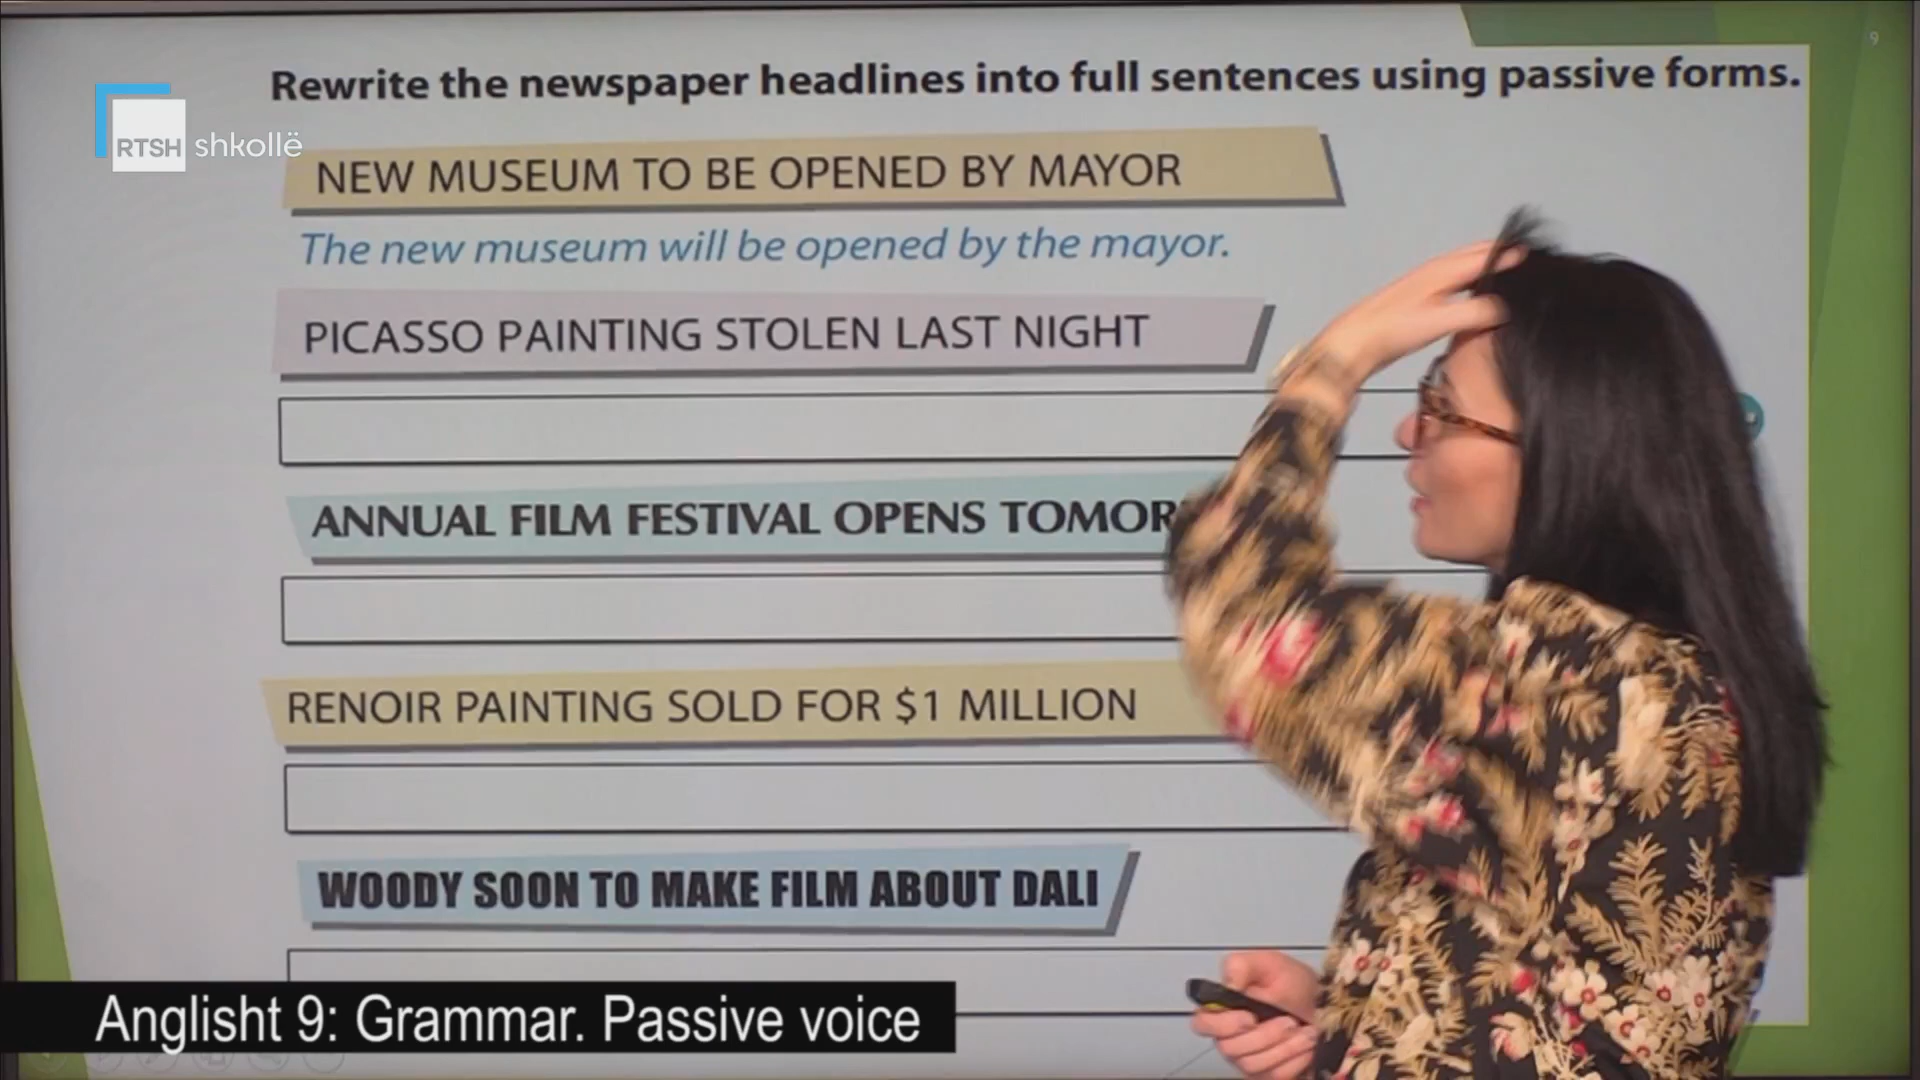 9
Rewrite the newspaper headlines into full sentences using passive forms.
RTSH shkollë
NEW MUSEUM TO BE OPENED BY MAYOR
The new museum will be opened by the mayor.
PICASSO PAINTING STOLEN LAST NIGHT
ANNUAL FILM FESTIVAL OPENS
RENOIR PAINTING SOLD FOR $1 MILLION
WOODY SOON TO MAKE FILM ABOUT DALI
Anglisht 9: Grammar. Passive voice